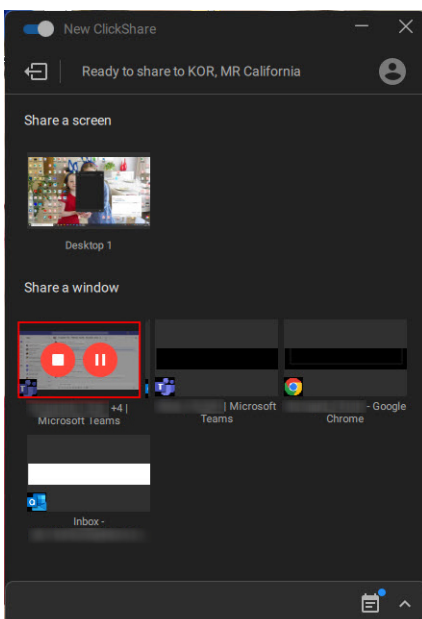 New ClickShare
Ready to share to KOR, MR California
Share a screen
Desktop 1
Share a window
+4 |
Microsoft Teams
| Microsoft
Teams
- Google
Chrome
Inbox -